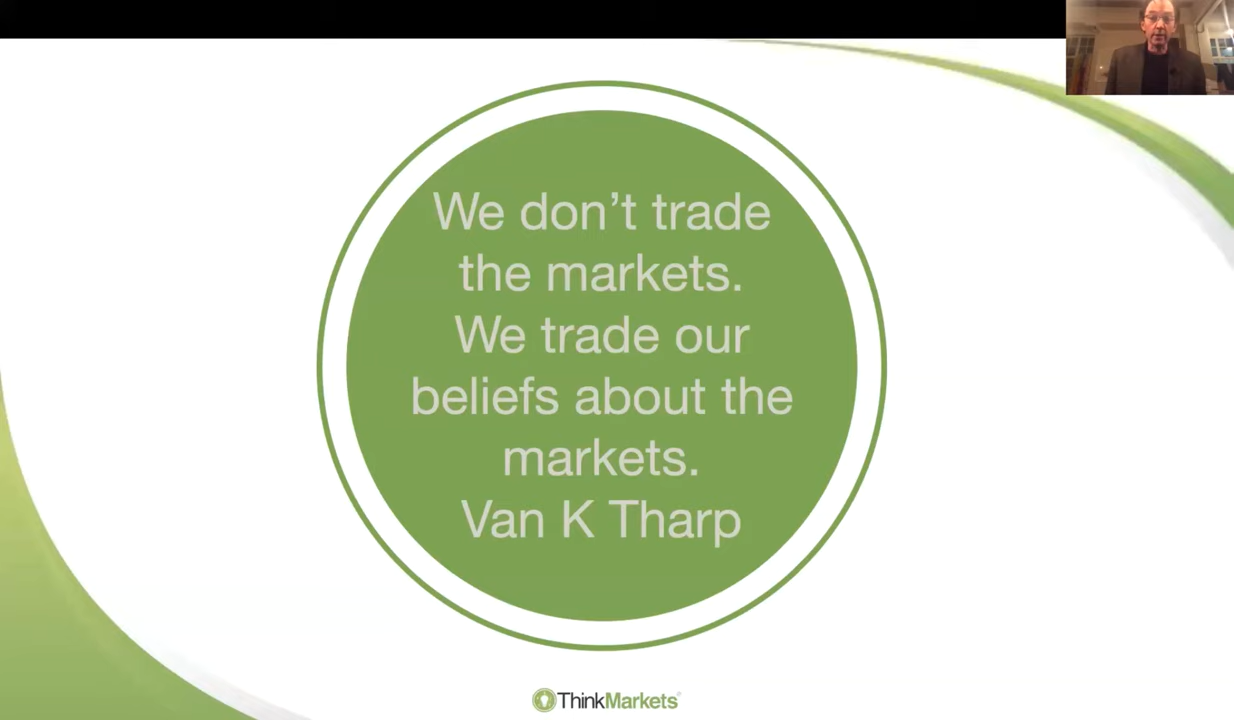 We don't trade
the markets.
We trade our
beliefs about the
markets.
Van K Tharp
ThinkMarkets